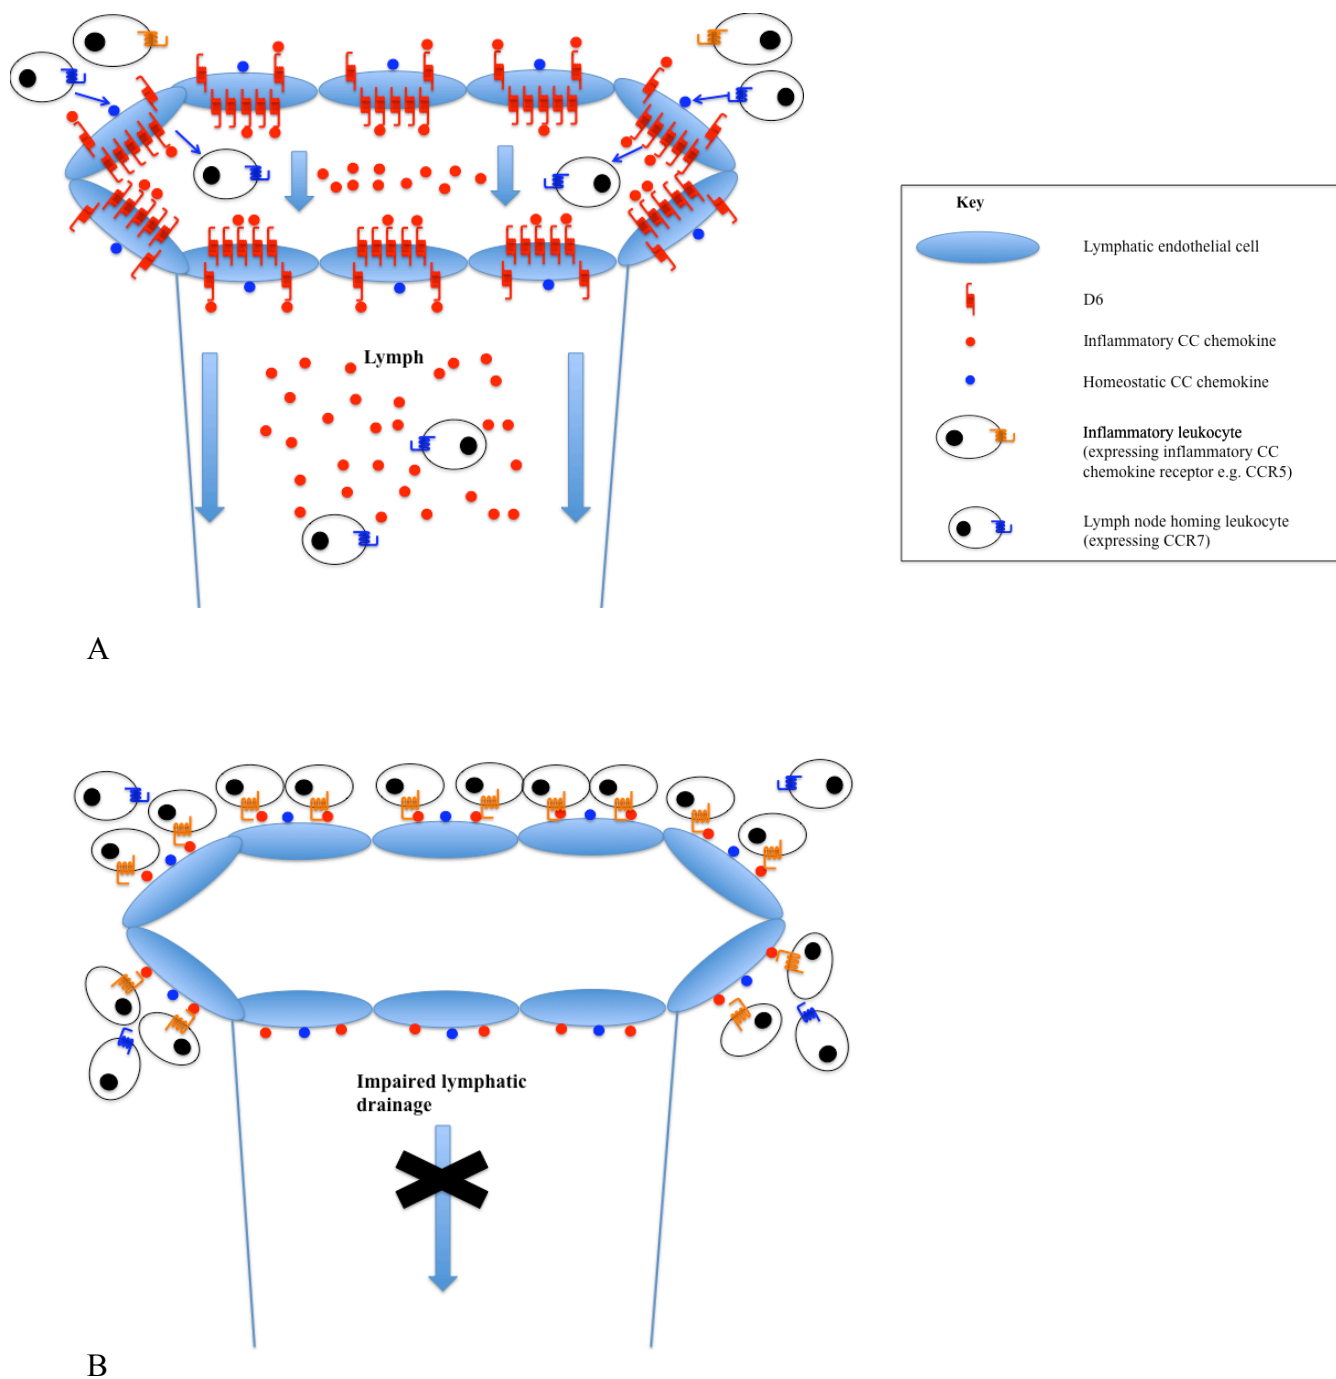 Key
Lymphatic endothelial cell
D6
Inflammatory CC chemokine
Homeostatic CC chemokine
Inflammatory leukocyte
(expressing inflammatory CC
chemokine receptor e.g. CCR5)
Lymph node homing leukocyte
(expressing CCR7)
Lymph
A
Impaired lymphatic
drainage
B